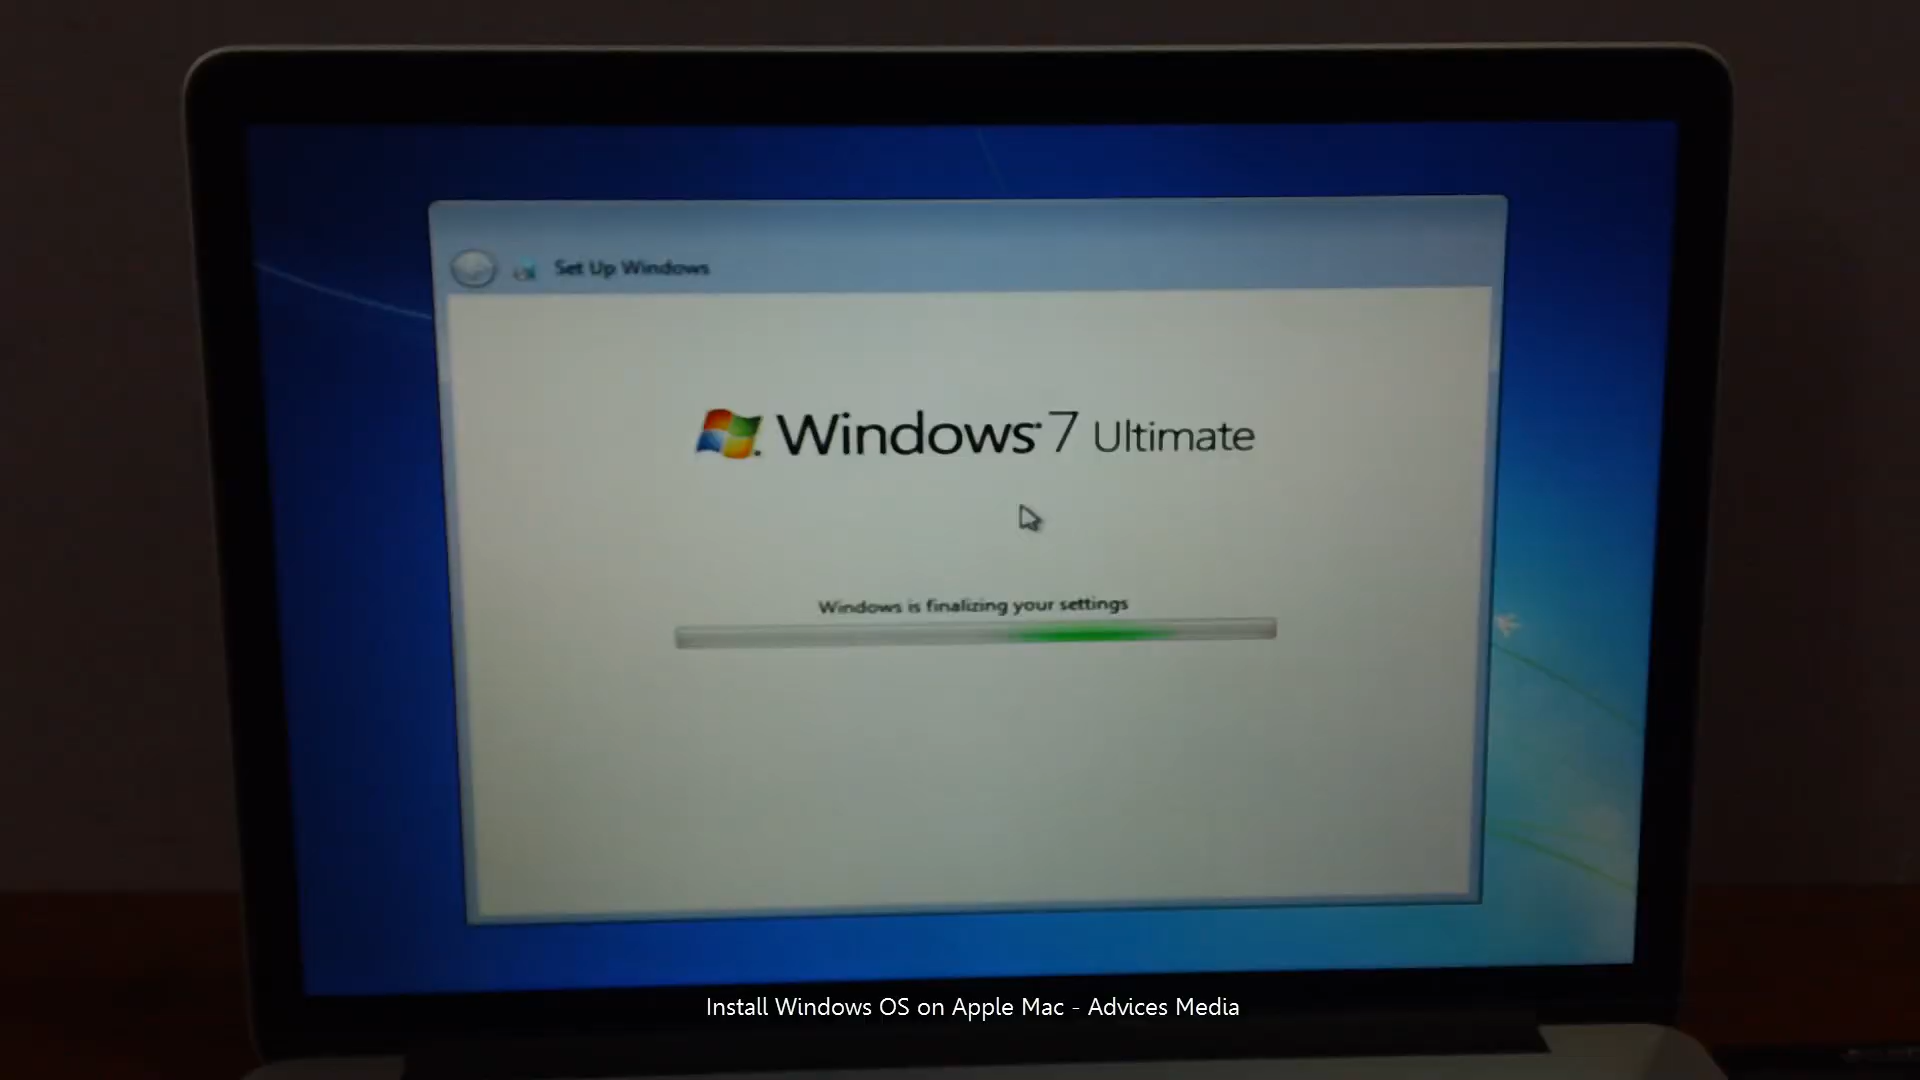 Set Up Windows
Windows 7 Ultimate
Windows is finalizing your settings
Install Windows OS on Apple Mac - Advices Media